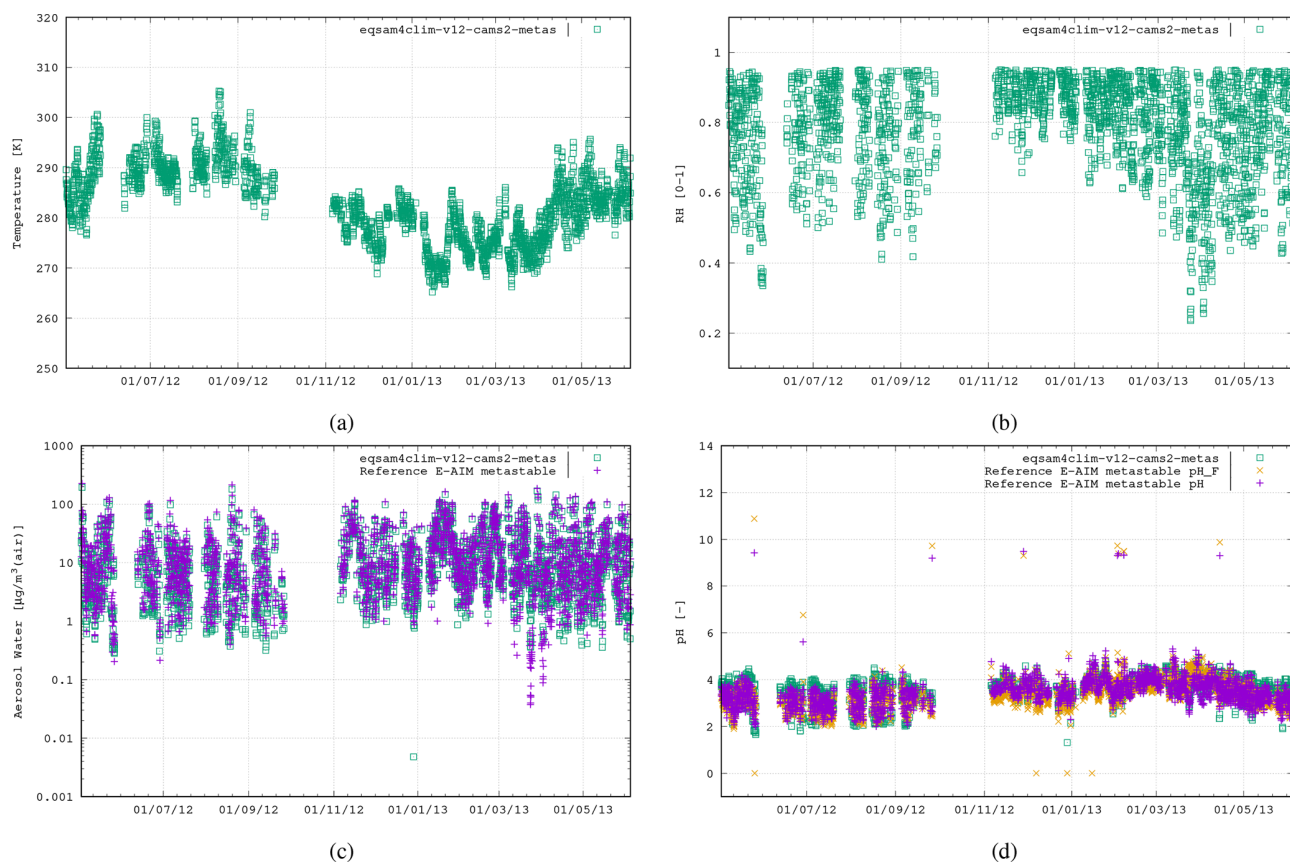 eqsam4clim-v12-cams2-metas
320
310
300
290
280
270
260
250
Temperature [K]
01/07/12 01/09/12 01/11/12 01/01/13 01/03/13 01/05/13
(a)
eqsam4clim-v12-cams2-metas
1
0.8
0.6
0.4
0.2
RH [0-1]
01/07/12 01/09/12 01/11/12 01/01/13 01/03/13 01/05/13
(b)
eqsam4clim-v12-cams2-metas
Reference E-AIM metastable
1000
100
10
1
0.1
0.01
0.001
Aerosol Water [µg/m³(air)]
01/07/12 01/09/12 01/11/12 01/01/13 01/03/13 01/05/13
(c)
eqsam4clim-v12-cams2-metas
Reference E-AIM metastable pH_F
Reference E-AIM metastable pH
14
12
10
8
6
4
2
0
pH [-]
01/07/12 01/09/12 01/11/12 01/01/13 01/03/13 01/05/13
(d)